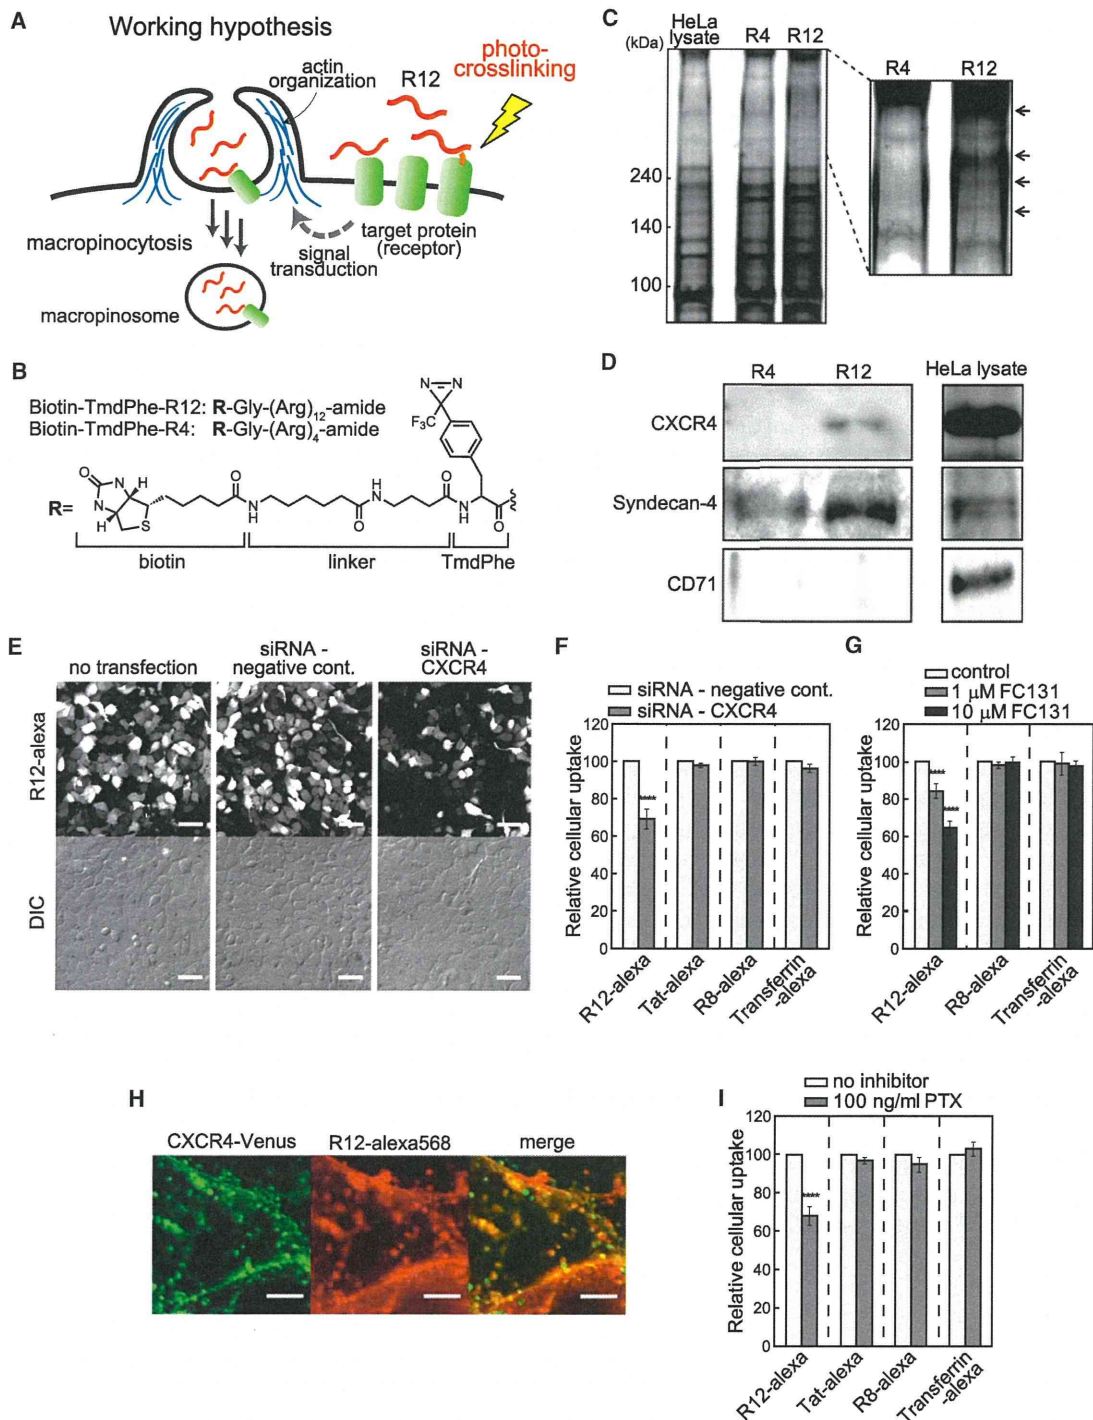 A
Working hypothesis
actin
organization
R12
photo-
crosslinking
macropinocytosis
signal
transduction
target protein
(receptor)
macropinosome
B
Biotin-TmdPhe-R12: R-Gly-(Arg)12-amide
Biotin-TmdPhe-R4: R-Gly-(Arg)4-amide
N=N
F3C
O
HN
NH
H
H
S
O
N
H
O
H
N
O
N
H
O
R=
biotin
linker
TmdPhe
C
HeLa
lysate
R4
R12
(kDa)
240
140
100
R4
R12
D
R4
R12
HeLa lysate
CXCR4
Syndecan-4
CD71
E
no transfection
siRNA -
negative cont.
siRNA -
CXCR4
R12-alexa
DIC
F
siRNA - negative cont.
siRNA - CXCR4
Relative cellular uptake
120
100
80
60
40
20
0
****
R12-alexa
Tat-alexa
R8-alexa
Transferrin
-alexa
G
control
1 µM FC131
10 µM FC131
Relative cellular uptake
120
100
80
60
40
20
0
****
****
R12-alexa
R8-alexa
Transferrin
-alexa
H
CXCR4-Venus
R12-alexa568
merge
I
no inhibitor
100 ng/ml PTX
Relative cellular uptake
120
100
80
60
40
20
0
****
R12-alexa
Tat-alexa
R8-alexa
Transferrin
-alexa